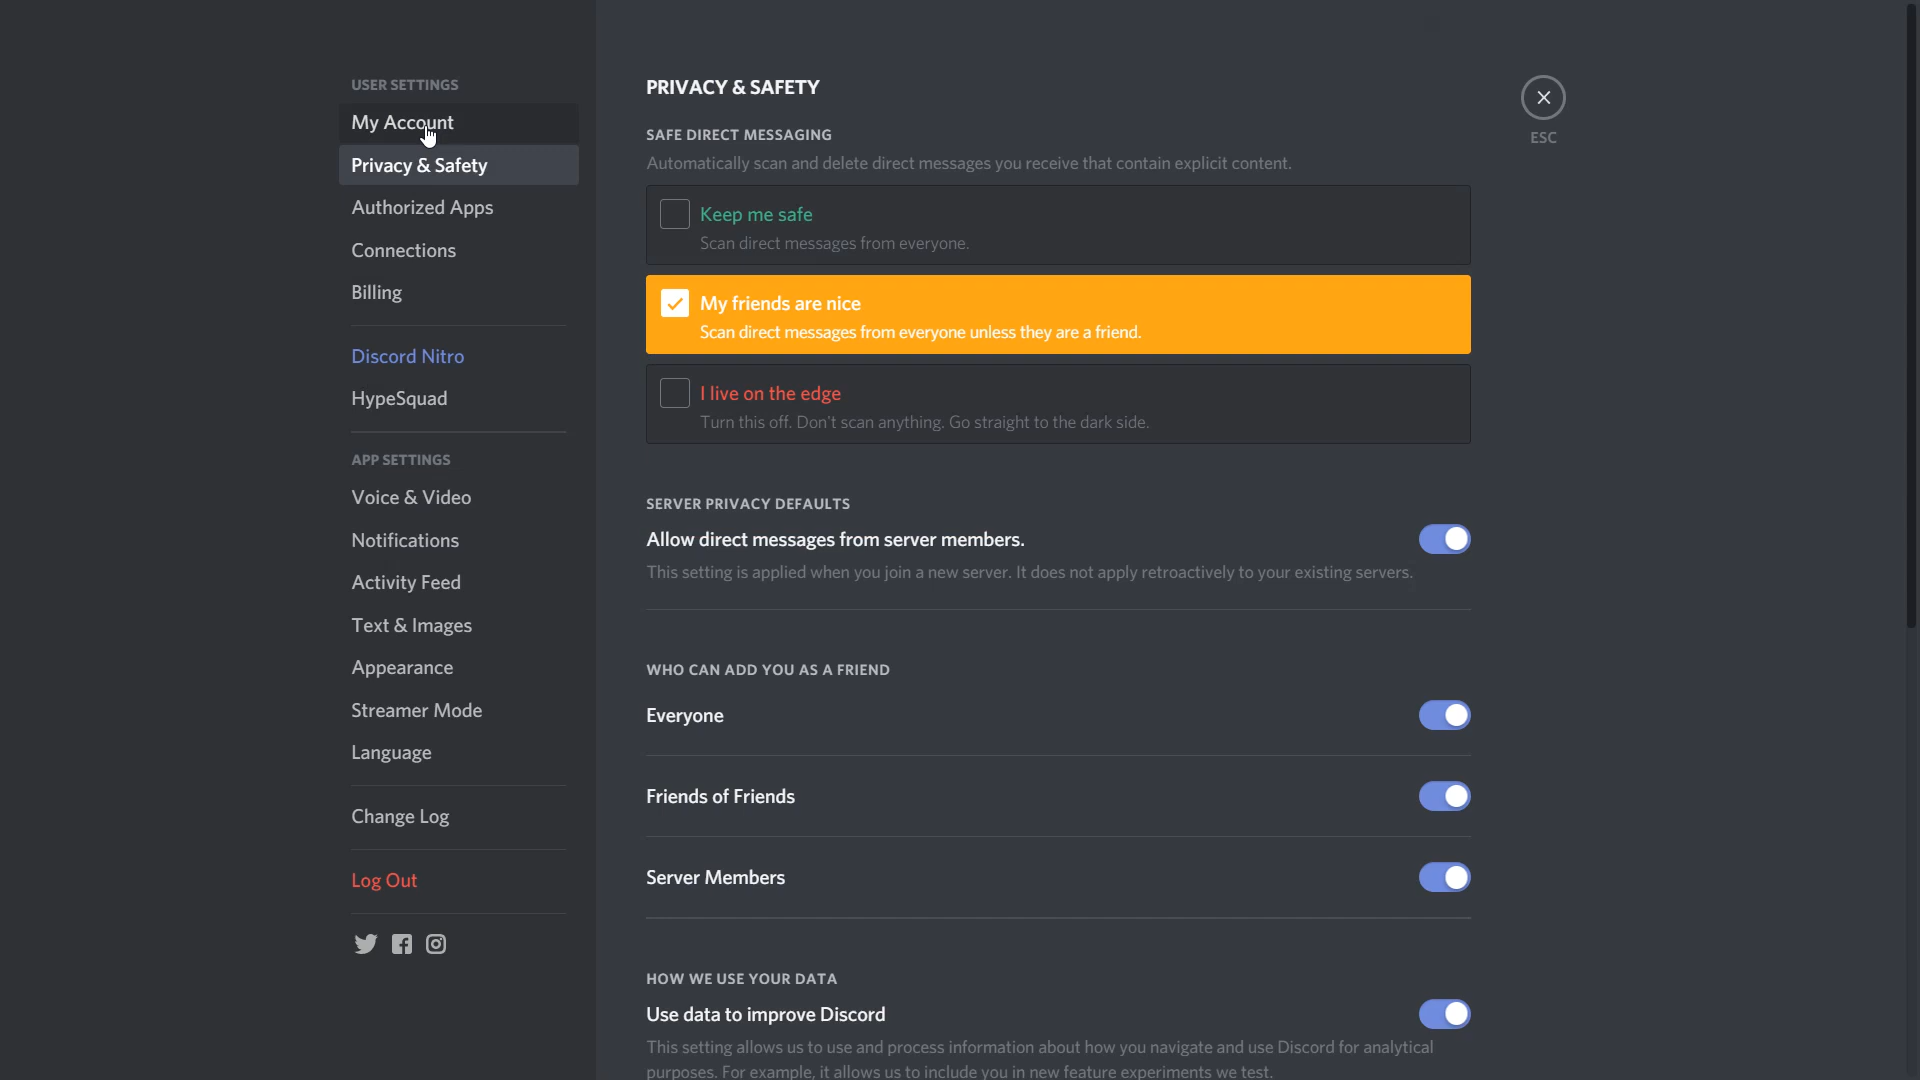 USER SETTINGS
My Account
Privacy & Safety
Authorized Apps
Connections
Billing
Discord Nitro
HypeSquad
APP SETTINGS
Voice & Video
Notifications
Activity Feed
Text & Images
Appearance
Streamer Mode
Language
Change Log
Log Out
PRIVACY & SAFETY
ESC
SAFE DIRECT MESSAGING
Automatically scan and delete direct messages you receive that contain explicit content.
Keep me safe
Scan direct messages from everyone.
My friends are nice
Scan direct messages from everyone unless they are a friend.
I live on the edge
Turn this off. Don't scan anything. Go straight to the dark side.
SERVER PRIVACY DEFAULTS
Allow direct messages from server members.
This setting is applied when you join a new server. It does not apply retroactively to your existing servers.
WHO CAN ADD YOU AS A FRIEND
Everyone
Friends of Friends
Server Members
HOW WE USE YOUR DATA
Use data to improve Discord
This setting allows us to use and process information about how you navigate and use Discord for analytical
purposes. For example, it allows us to include you in new feature experiments we test.